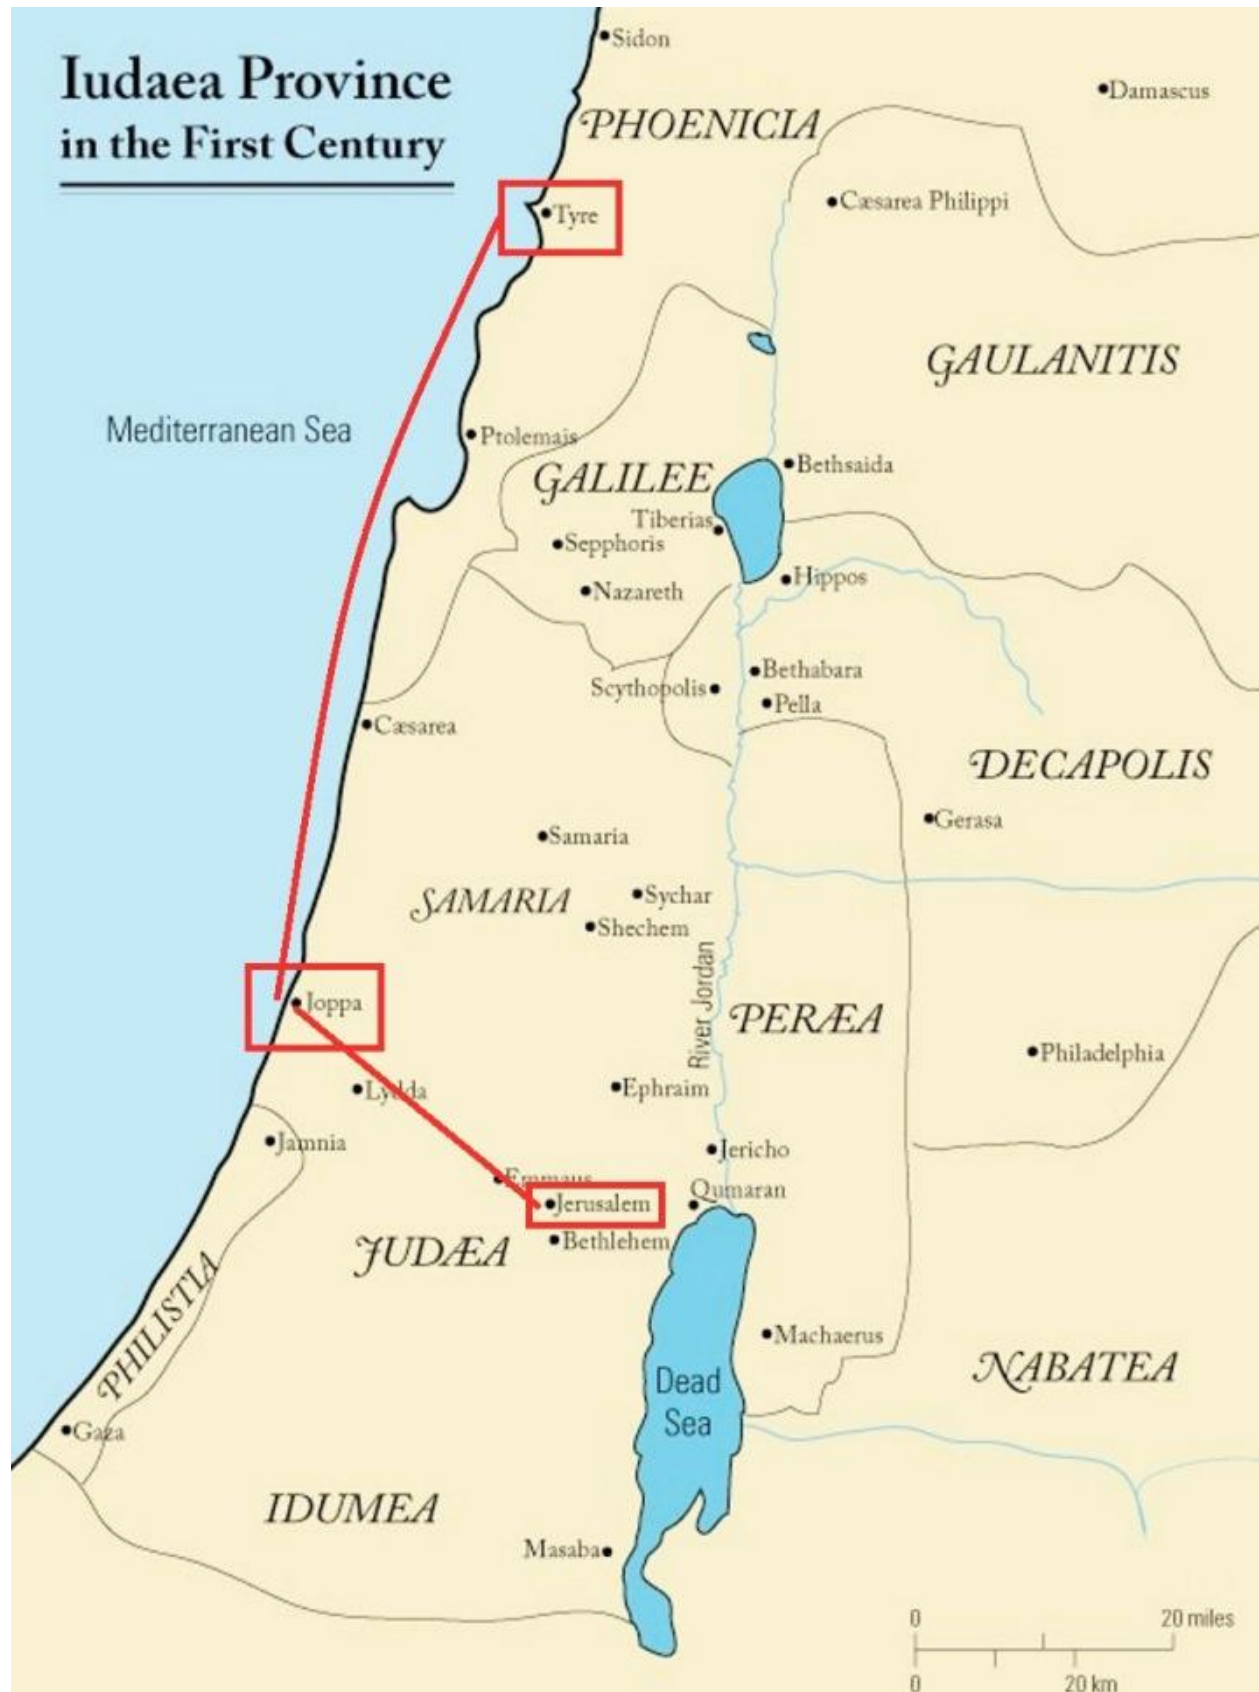 Iudaea Province
in the First Century
Sidon
Damascus
PHOENICIA
Cæsarea Philippi
Tyre
GAULANITIS
Mediterranean Sea
Ptolemais
Bethsaida
GALILEE
Tiberias
Sepphoris
Hippos
Nazareth
Bethabara
Scythopolis
Pella
Cæsarea
DECAPOLIS
Gerasa
Samaria
Sychar
SAMARIA
Shechem
River Jordan
Joppa
PERÆA
Philadelphia
Lydda
Ephraim
Jamnia
Jericho
Emmaus
Qumaran
Jerusalem
Bethlehem
JUDÆA
PHILISTIA
Machaerus
NABATEA
Dead
Sea
Gaza
IDUMEA
Masaba
0 20 miles
0 20 km